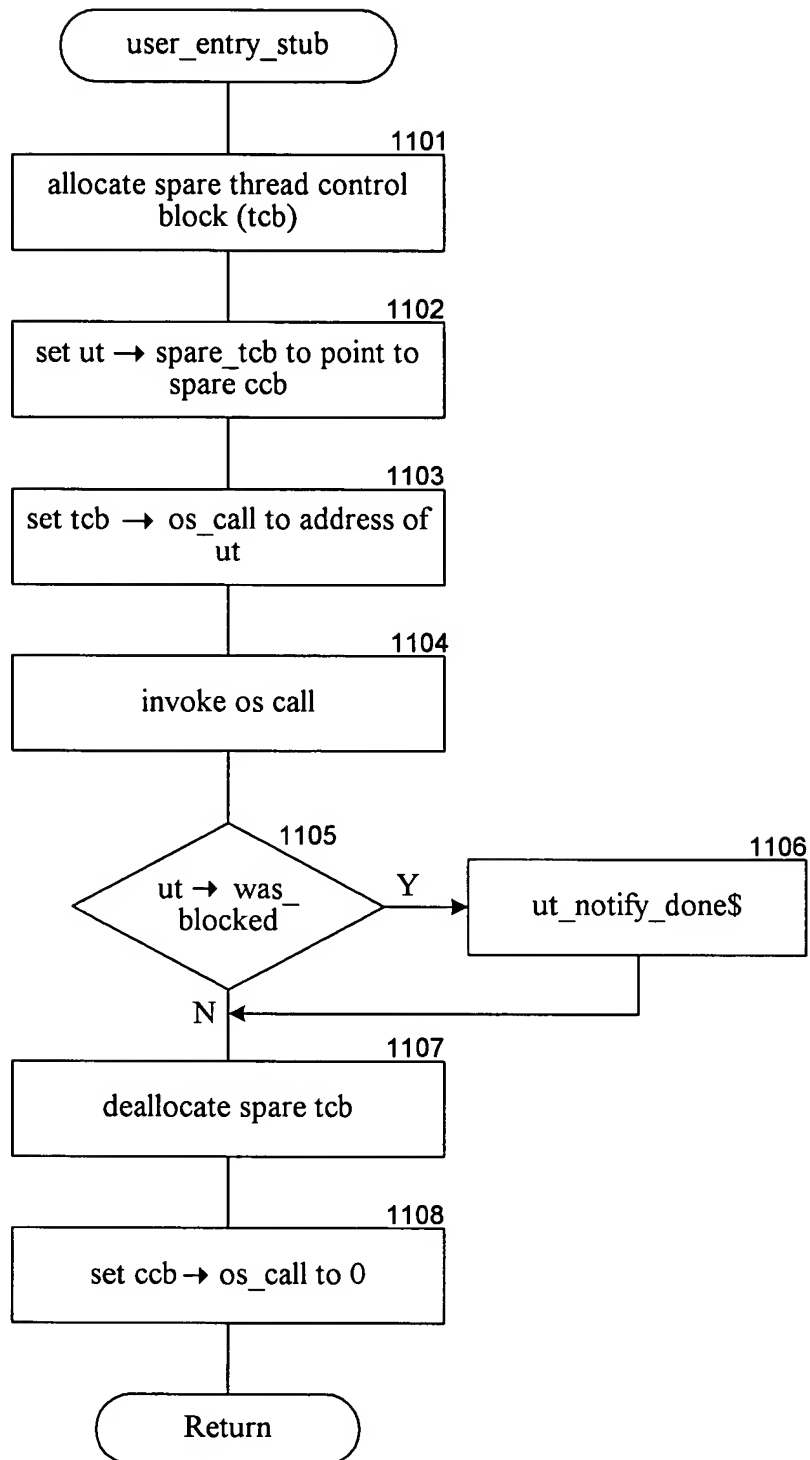 user_entry_stub
1101
allocate spare thread control
block (tcb)
1102
set ut → spare_tcb to point to
spare ccb
1103
set tcb → os_call to address of
ut
1104
invoke os call
1105
ut → was_
blocked
Y
1106
ut_notify_done$
N
1107
deallocate spare tcb
1108
set ccb → os_call to 0
Return